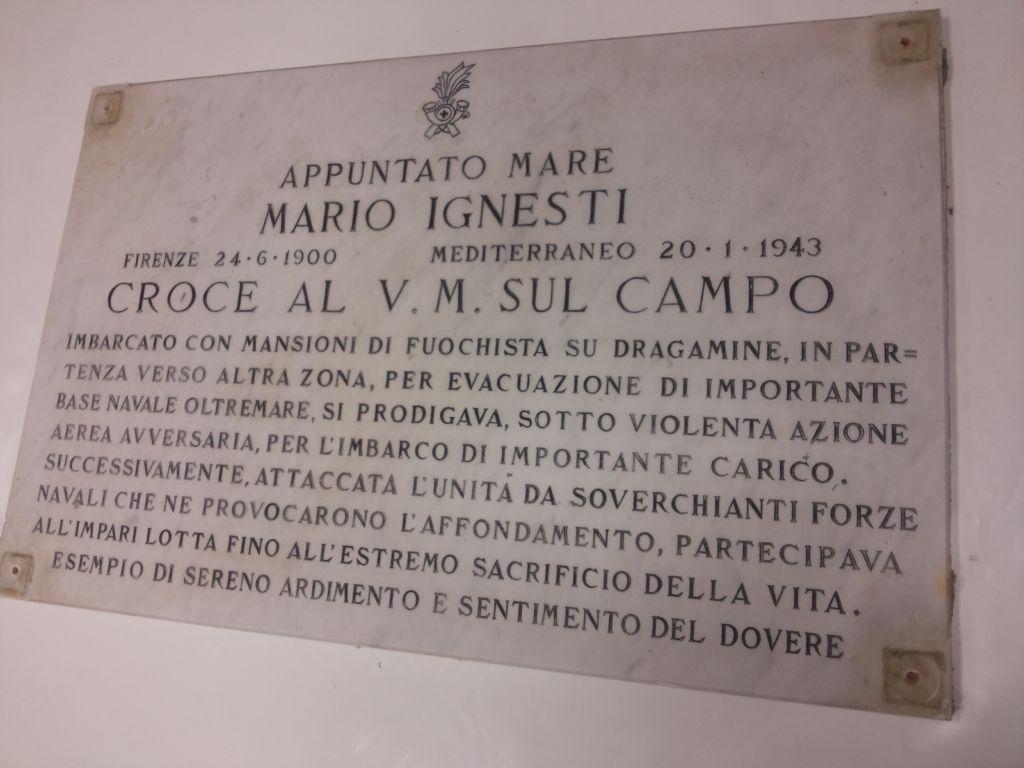 APPUNTATO MARE
MARIO IGNESTI
FIRENZE 24·6·1900 MEDITERRANEO 20·1·1943
CROCE AL V.M. SUL CAMPO
IMBARCATO CON MANSIONI DI FUOCHISTA SU DRAGAMINE, IN PAR=
TENZA VERSO ALTRA ZONA, PER EVACUAZIONE DI IMPORTANTE
BASE NAVALE OLTREMARE, SI PRODIGAVA, SOTTO VIOLENTA AZIONE
AEREA AVVERSARIA, PER L'IMBARCO DI IMPORTANTE CARICO.
SUCCESSIVAMENTE, ATTACCATA L'UNITÀ DA SOVERCHIANTI FORZE
NAVALI CHE NE PROVOCARONO L'AFFONDAMENTO, PARTECIPAVA
ALL'IMPARI LOTTA FINO ALL'ESTREMO SACRIFICIO DELLA VITA.
ESEMPIO DI SERENO ARDIMENTO E SENTIMENTO DEL DOVERE